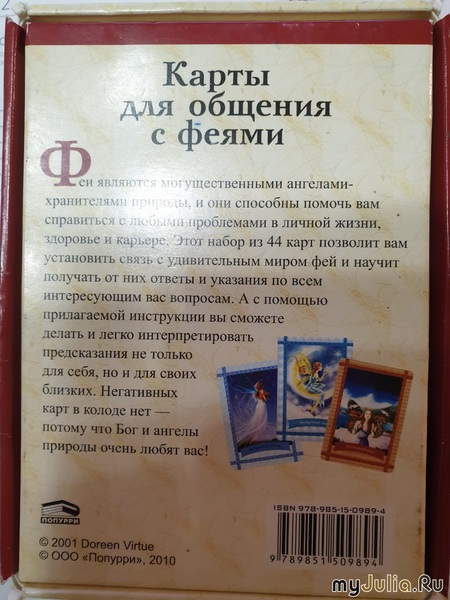 Карты
для общения
с феями
Феи являются могущественными ангелами-
хранителями природы, и они способны помочь вам
справиться с любыми проблемами в личной жизни,
здоровье и карьере. Этот набор из 44 карт позволит вам
установить связь с удивительным миром фей и научит
получать от них ответы и указания по всем
интересующим вас вопросам. А с помощью
прилагаемой инструкции вы сможете
делать и легко интерпретировать
предсказания не только
для себя, но и для своих
близких. Негативных
карт в колоде нет —
потому что Бог и ангелы
природы очень любят вас!
ПОПУРРИ
© 2001 Doreen Virtue
© ООО «Попурри», 2010
ISBN 978-985-15-0989-4
9 789851 509894
myJulia.Ru